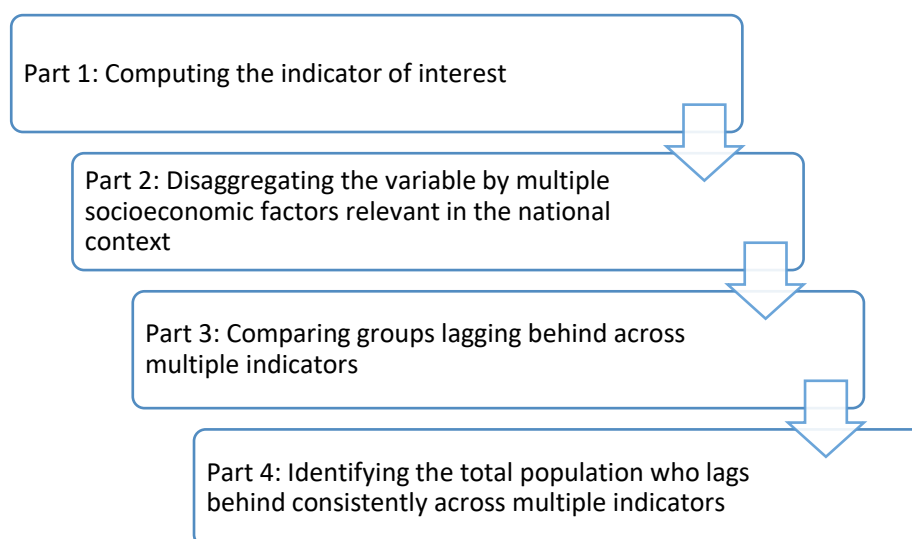 Part 1: Computing the indicator of interest
Part 2: Disaggregating the variable by multiple
socioeconomic factors relevant in the national
context
Part 3: Comparing groups lagging behind across
multiple indicators
Part 4: Identifying the total population who lags
behind consistently across multiple indicators